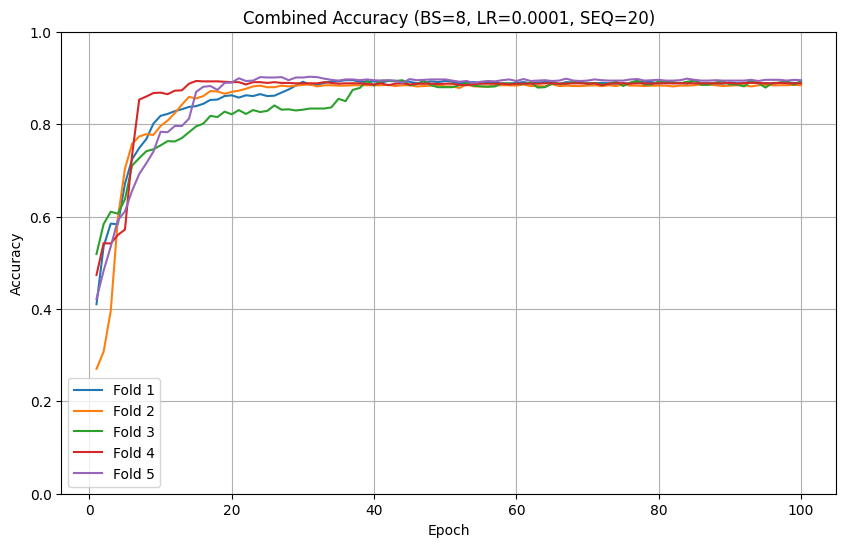 Combined Accuracy (BS=8, LR=0.0001, SEQ=20)
1.0
0.8
0.6
0.4
0.2
0.0
Accuracy
Fold 1
Fold 2
Fold 3
Fold 4
Fold 5
0 20 40 60 80 100
Epoch